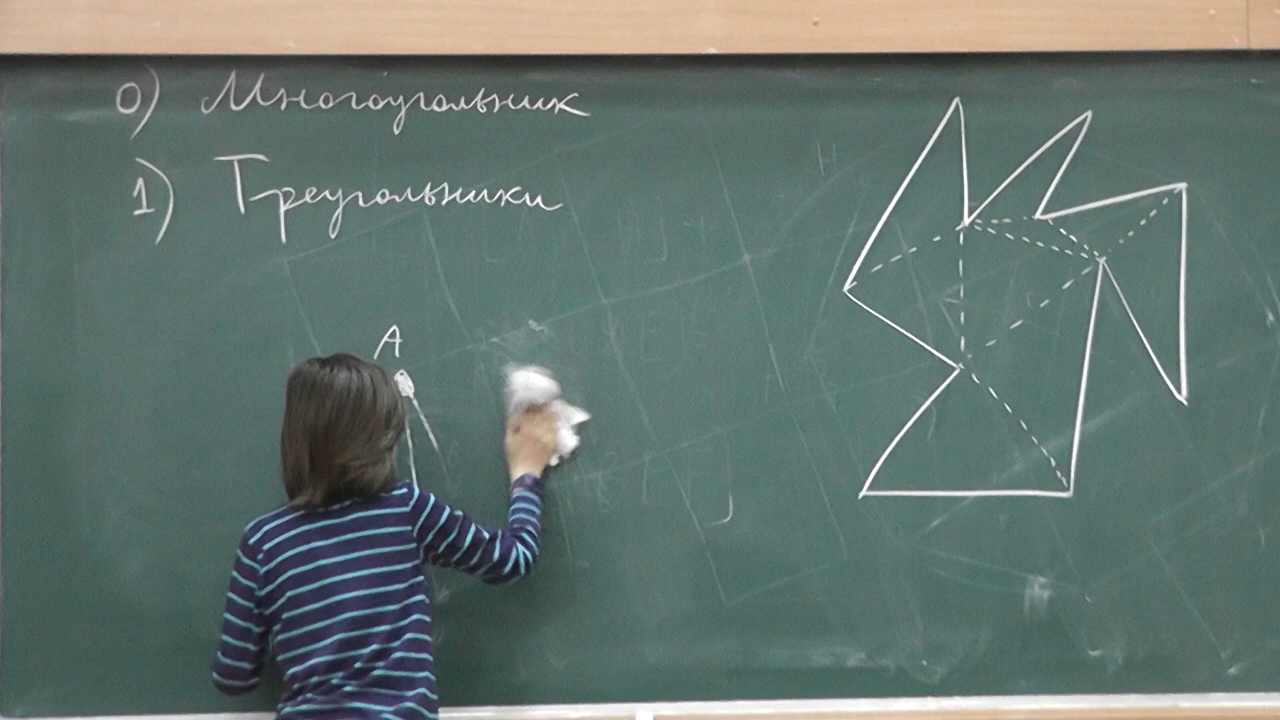 0) Многоугольник
1) Треугольники
A